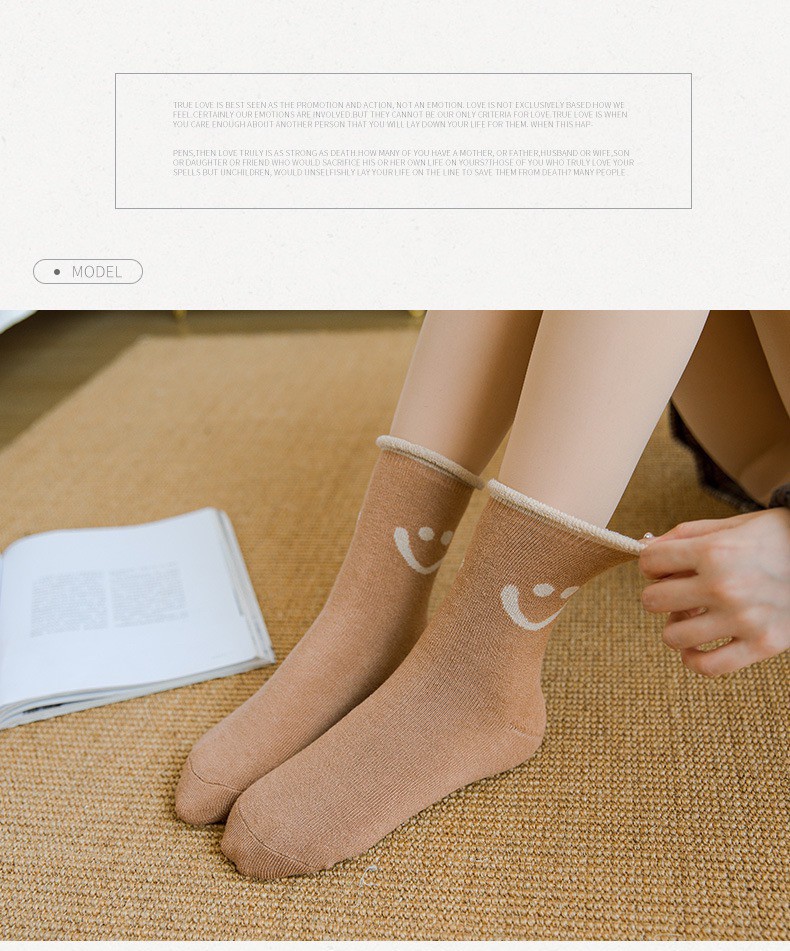 TRUE LOVE IS BEST SEEN AS THE PROMOTION AND ACTION, NOT AN EMOTION. LOVE IS NOT EXCLUSIVELY BASED HOW WE
FEEL.CERTAINLY OUR EMOTIONS ARE INVOLVED.BUT THEY CANNOT BE OUR ONLY CRITERIA FOR LOVE.TRUE LOVE IS WHEN
YOU CARE ENOUGH ABOUT ANOTHER PERSON THAT YOU WILL LAY DOWN YOUR LIFE FOR THEM. WHEN THIS HAP
PENS,THEN LOVE TRULY IS AS STRONG AS DEATH.HOW MANY OF YOU HAVE A MOTHER, OR FATHER,HUSBAND OR WIFE,SON
OR DAUGHTER OR FRIEND WHO WOULD SACRIFICE HIS OR HER OWN LIFE ON YOURS?THOSE OF YOU WHO TRULY LOVE YOUR
SPELLS BUT UNCHILDREN, WOULD UNSELFISHLY LAY YOUR LIFE ON THE LINE TO SAVE THEM FROM DEATH? MANY PEOPLE
MODEL